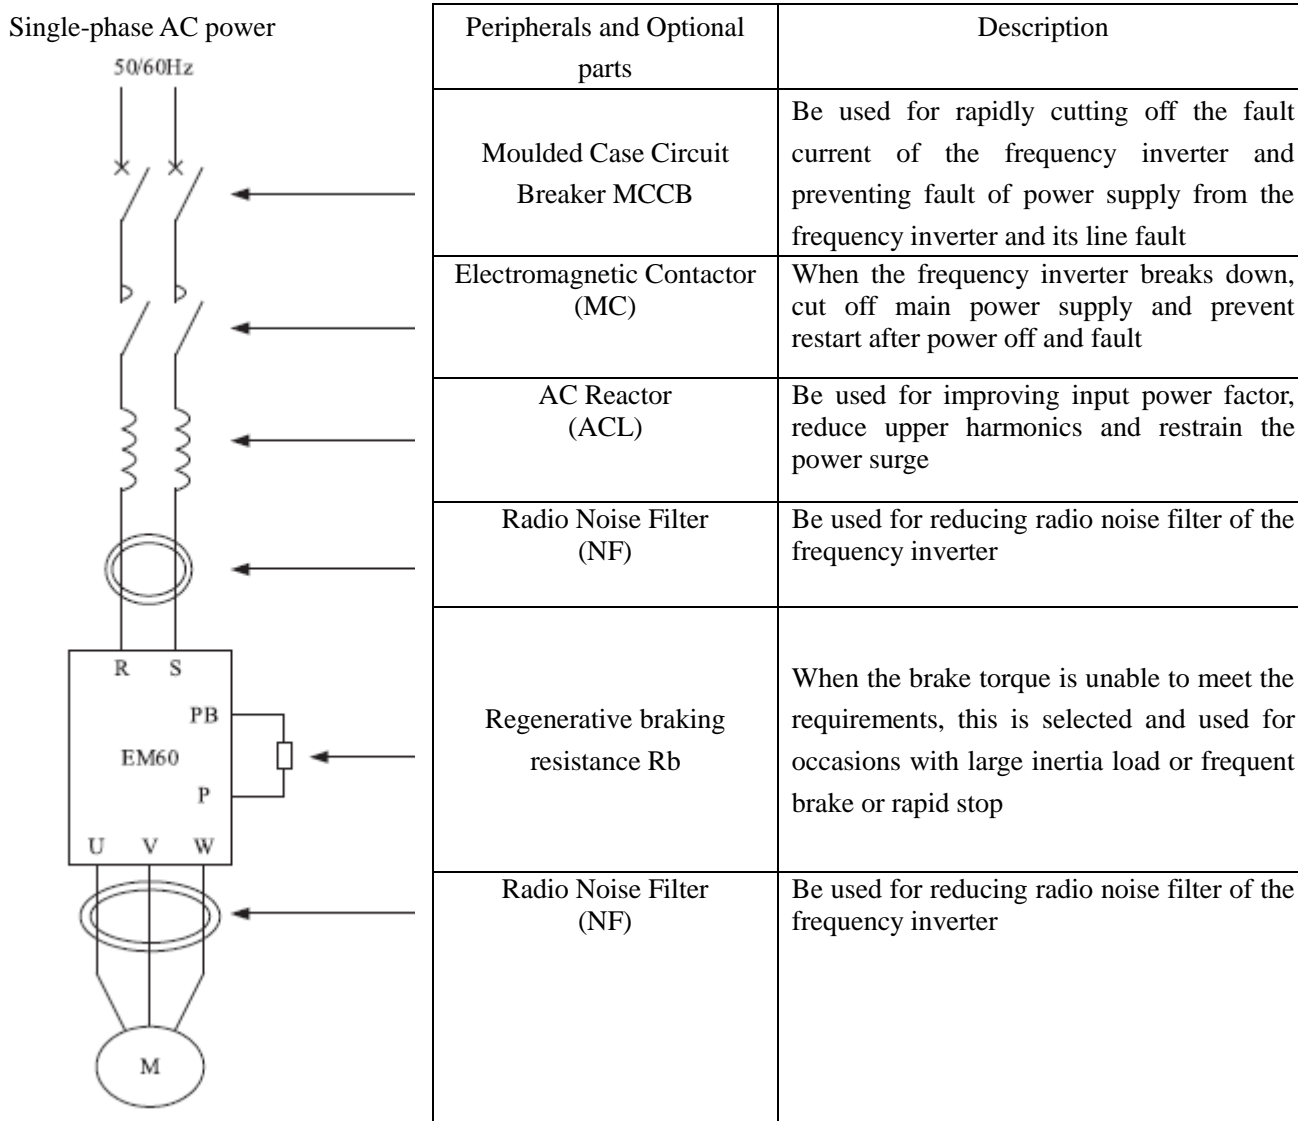 Single-phase AC power
50/60Hz
R S
PB
EM60
P
U V W
M
Peripherals and Optional
parts
Description
Moulded Case Circuit
Breaker MCCB
Be used for rapidly cutting off the fault
current of the frequency inverter and
preventing fault of power supply from the
frequency inverter and its line fault
Electromagnetic Contactor
(MC)
When the frequency inverter breaks down,
cut off main power supply and prevent
restart after power off and fault
AC Reactor
(ACL)
Be used for improving input power factor,
reduce upper harmonics and restrain the
power surge
Radio Noise Filter
(NF)
Be used for reducing radio noise filter of the
frequency inverter
Regenerative braking
resistance Rb
When the brake torque is unable to meet the
requirements, this is selected and used for
occasions with large inertia load or frequent
brake or rapid stop
Radio Noise Filter
(NF)
Be used for reducing radio noise filter of the
frequency inverter